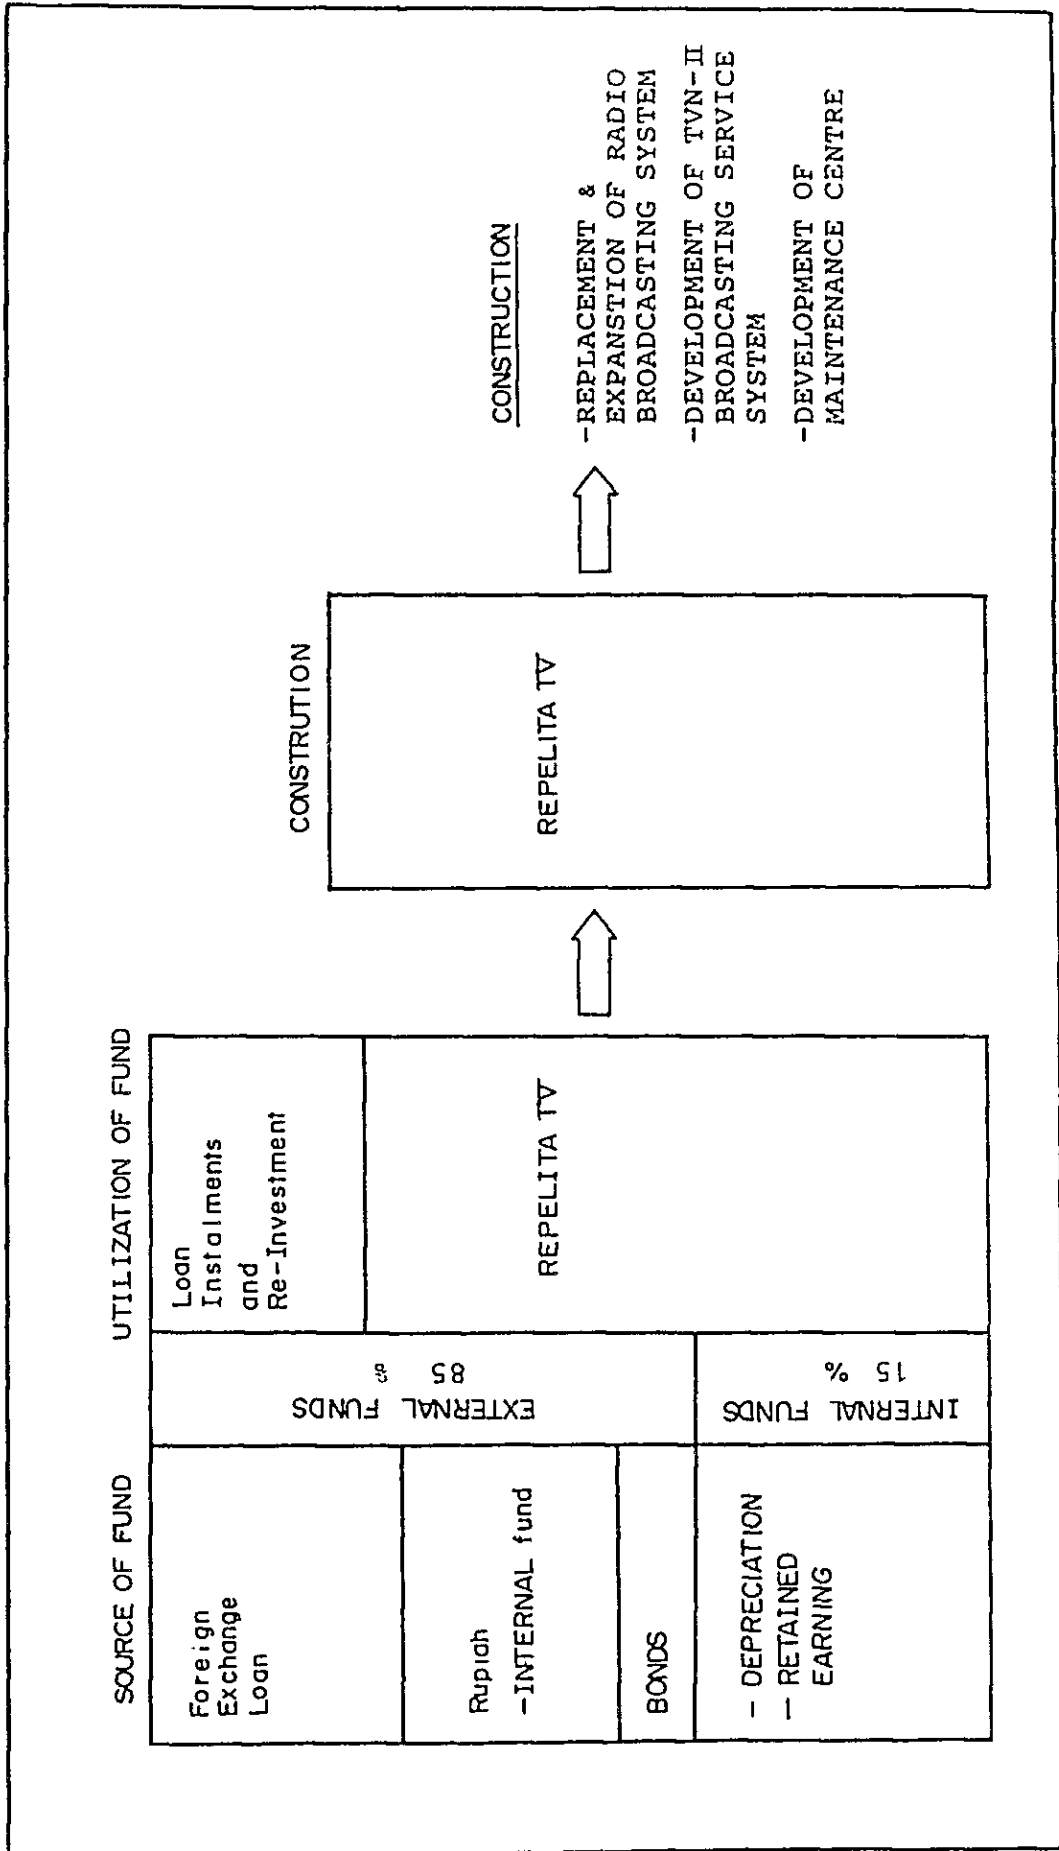 SOURCE OF FUND
Foreign
Exchange
Loan
Rupiah
-INTERNAL fund
BONDS
- DEPRECIATION
- RETAINED
EARNING
EXTERNAL FUNDS
85 %
INTERNAL FUNDS
15 %
UTILIZATION OF FUND
Loan
Instalments
and
Re-Investment
REPELITA TV
CONSTRUTION
REPELITA TV
CONSTRUCTION
-REPLACEMENT &
EXPANSTION OF RADIO
BROADCASTING SYSTEM
-DEVELOPMENT OF TVN-II
BROADCASTING SERVICE
SYSTEM
-DEVELOPMENT OF
MAINTENANCE CENTRE